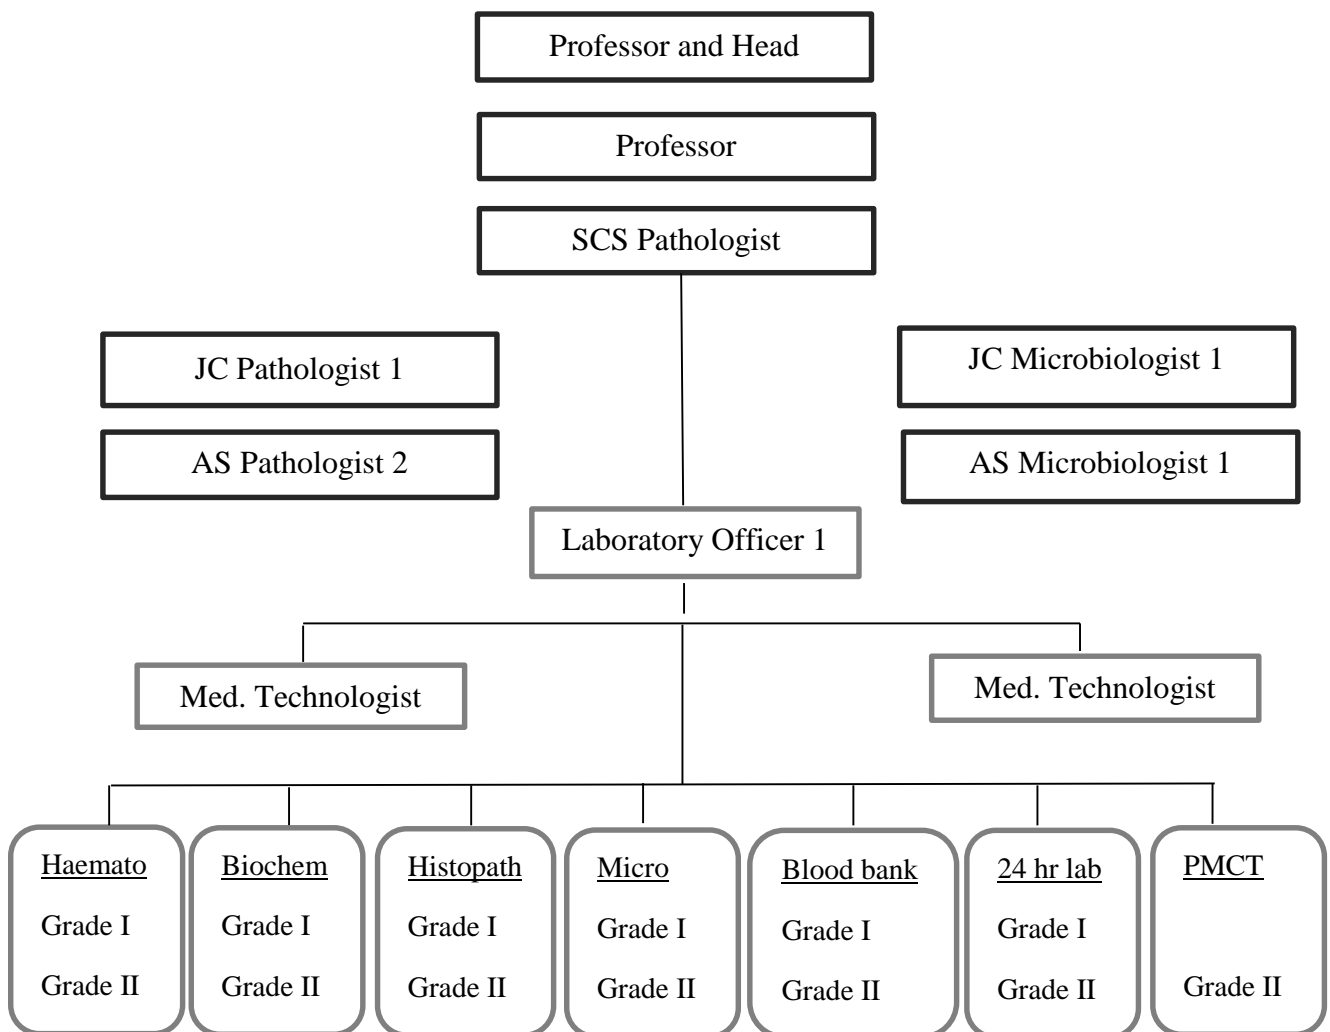 Professor and Head
Professor
SCS Pathologist
JC Pathologist 1
JC Microbiologist 1
AS Pathologist 2
AS Microbiologist 1
Laboratory Officer 1
Med. Technologist
Med. Technologist
Haemato
Grade I
Grade II
Biochem
Grade I
Grade II
Histopath
Grade I
Grade II
Micro
Grade I
Grade II
Blood bank
Grade I
Grade II
24 hr lab
Grade I
Grade II
PMCT
Grade II